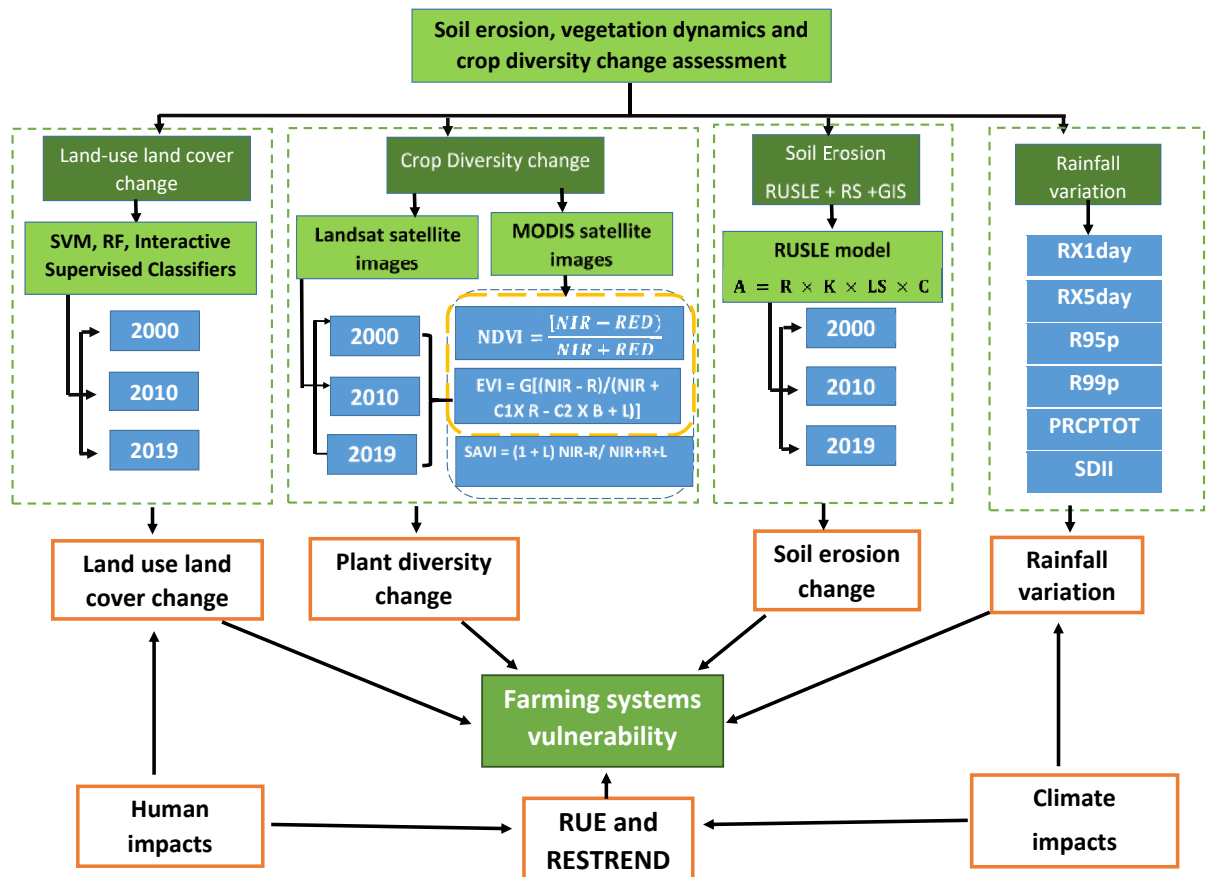 Soil erosion, vegetation dynamics and
crop diversity change assessment
Land-use land cover
change
SVM, RF, Interactive
Supervised Classifiers
2000
2010
2019
Crop Diversity change
Landsat satellite
images
MODIS satellite
images
2000
2010
2019
NDVI = [NIR − RED) / NIR + RED
EVI = G[(NIR - R)/(NIR +
C1X R - C2 X B + L)]
SAVI = (1 + L) NIR-R/ NIR+R+L
Soil Erosion
RUSLE + RS +GIS
RUSLE model
A = R × K × LS × C
2000
2010
2019
Rainfall
variation
RX1day
RX5day
R95p
R99p
PRCPTOT
SDII
Land use land
cover change
Plant diversity
change
Soil erosion
change
Rainfall
variation
Farming systems
vulnerability
Human
impacts
RUE and
RESTREND
Climate
impacts